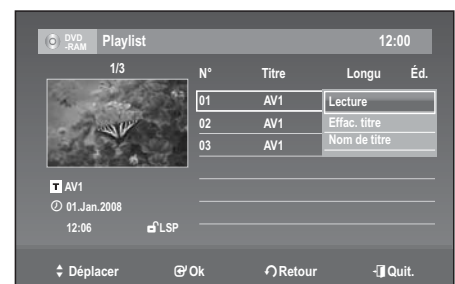 DVD -RAM Playlist 12:00
1/3
N° Titre Longu Éd.
01 AV1 Lecture
02 AV1 Effac. titre
03 AV1 Nom de titre
T AV1
01.Jan.2008
12:06 LSP
Déplacer Ok Retour Quit.